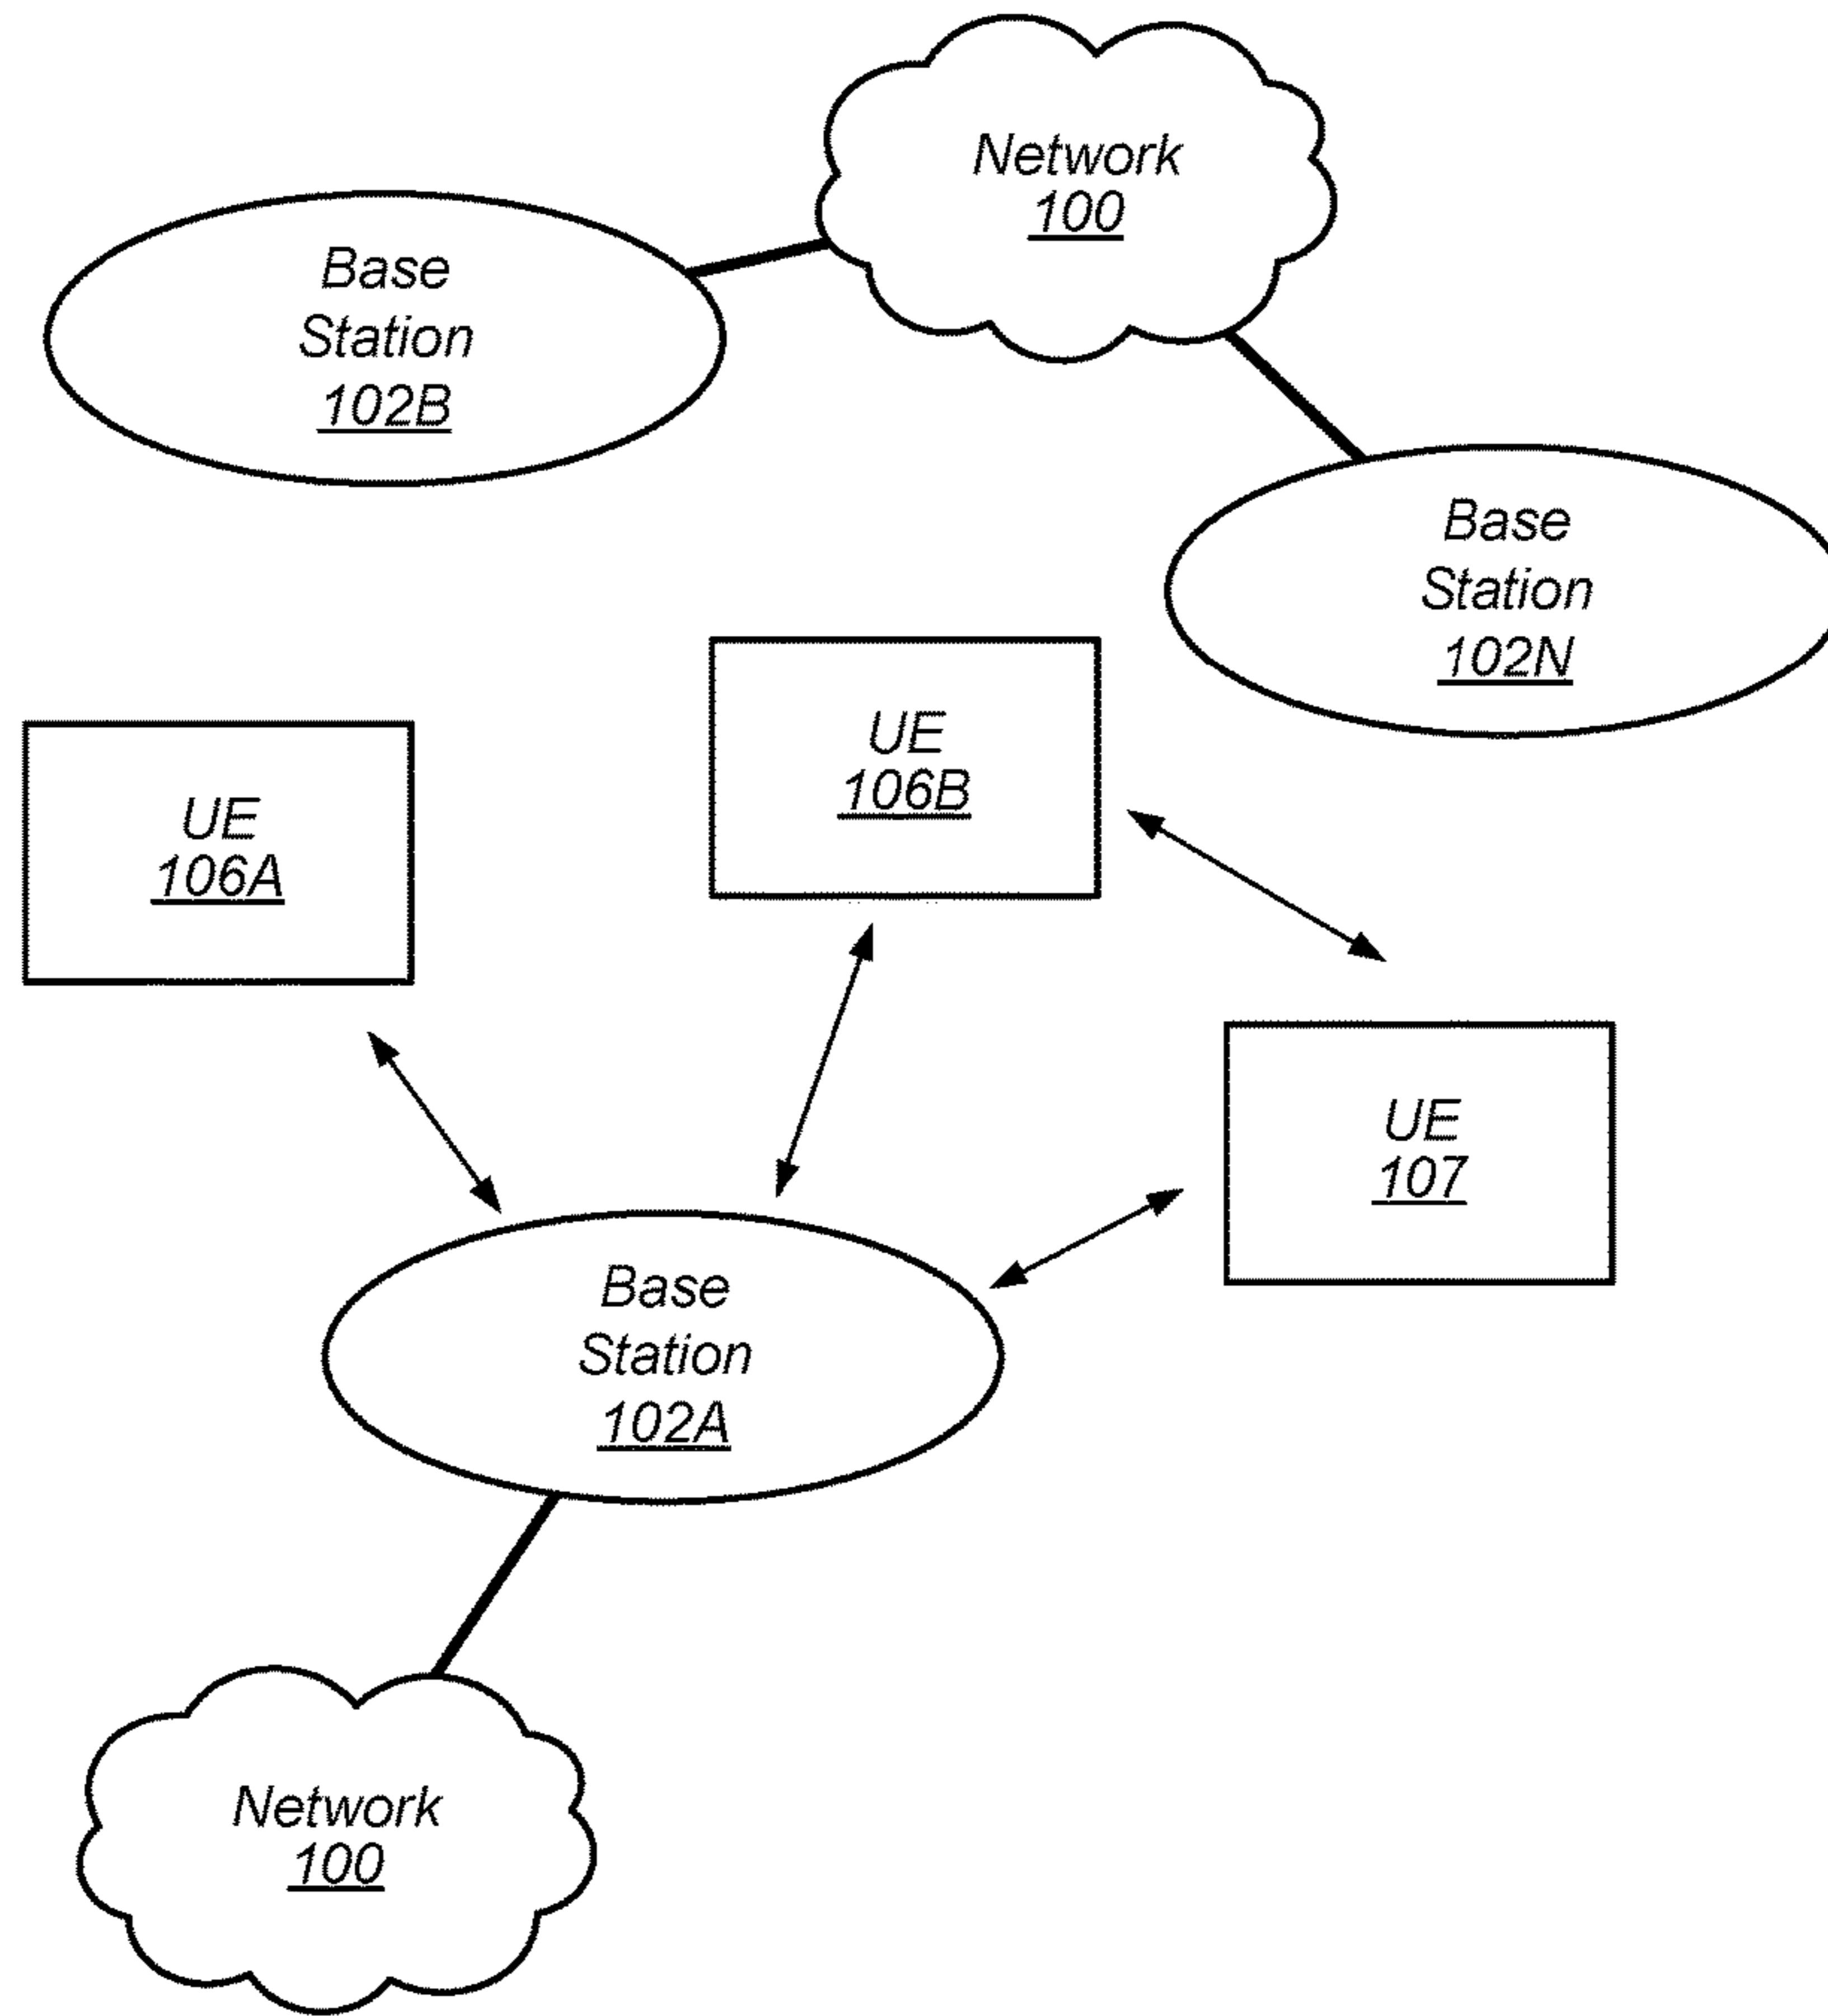 Network
100
Base
Station
102B
Base
Station
102N
UE
106B
UE
106A
UE
107
Base
Station
102A
Network
100